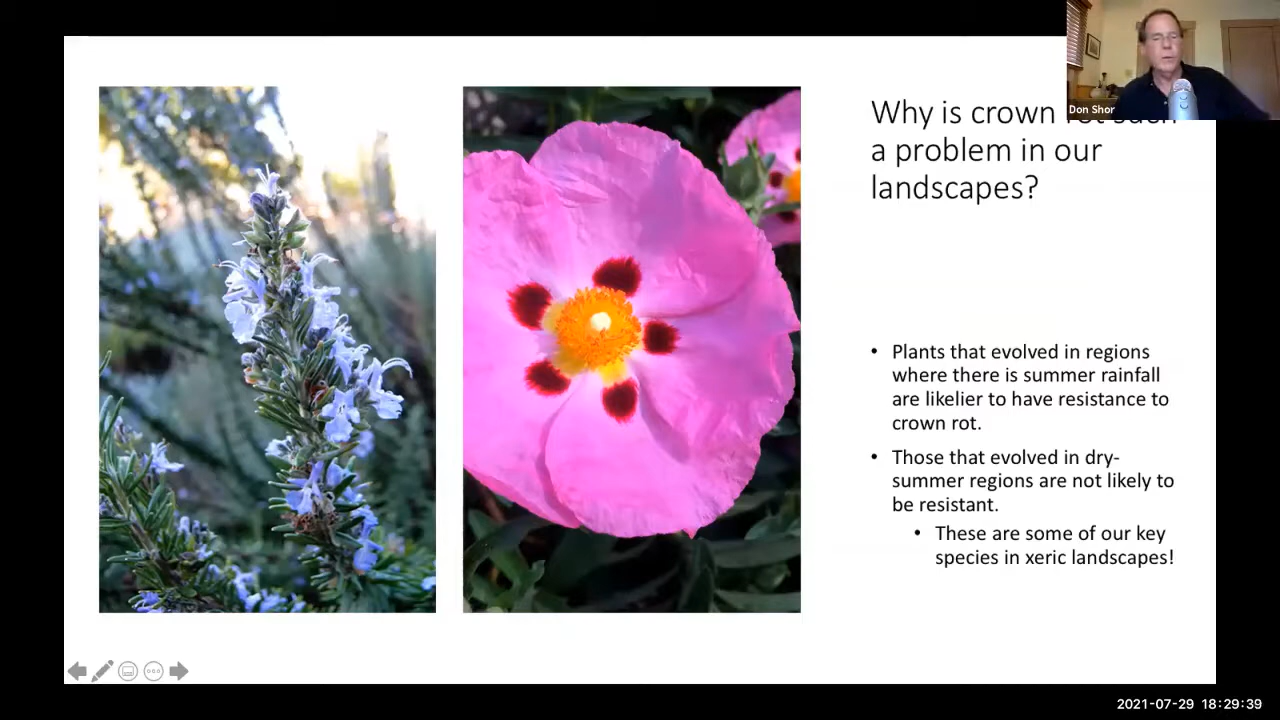 Don Shor
Why is crown rot such
a problem in our
landscapes?
• Plants that evolved in regions
where there is summer rainfall
are likelier to have resistance to
crown rot.
• Those that evolved in dry-
summer regions are not likely to
be resistant.
• These are some of our key
species in xeric landscapes!
2021-07-29 18:29:39